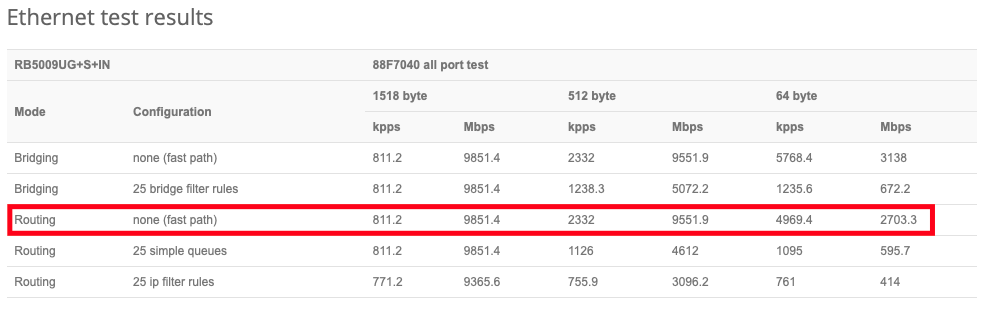 Ethernet test results
RB5009UG+S+IN 88F7040 all port test
Mode Configuration 1518 byte 512 byte 64 byte
kpps Mbps kpps Mbps kpps Mbps
Bridging none (fast path) 811.2 9851.4 2332 9551.9 5768.4 3138
Bridging 25 bridge filter rules 811.2 9851.4 1238.3 5072.2 1235.6 672.2
Routing none (fast path) 811.2 9851.4 2332 9551.9 4969.4 2703.3
Routing 25 simple queues 811.2 9851.4 1126 4612 1095 595.7
Routing 25 ip filter rules 771.2 9365.6 755.9 3096.2 761 414